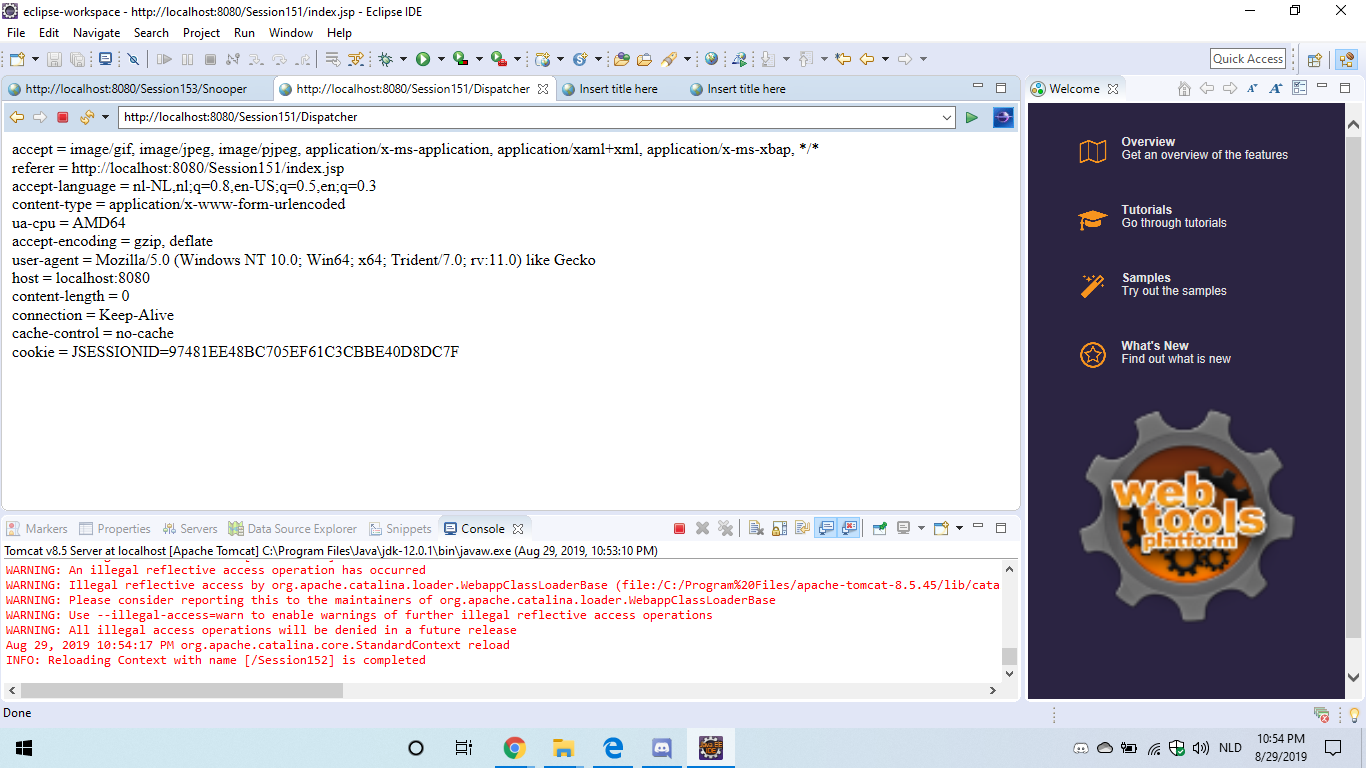 eclipse-workspace - http://localhost:8080/Session151/index.jsp - Eclipse IDE
File Edit Navigate Search Project Run Window Help
Quick Access
http://localhost:8080/Session153/Snooper http://localhost:8080/Session151/Dispatcher Insert title here Insert title here
http://localhost:8080/Session151/Dispatcher
accept = image/gif, image/jpeg, image/pjpeg, application/x-ms-application, application/xaml+xml, application/x-ms-xbap, */*
referer = http://localhost:8080/Session151/index.jsp
accept-language = nl-NL,nl;q=0.8,en-US;q=0.5,en;q=0.3
content-type = application/x-www-form-urlencoded
ua-cpu = AMD64
accept-encoding = gzip, deflate
user-agent = Mozilla/5.0 (Windows NT 10.0; Win64; x64; Trident/7.0; rv:11.0) like Gecko
host = localhost:8080
content-length = 0
connection = Keep-Alive
cache-control = no-cache
cookie = JSESSIONID=97481EE48BC705EF61C3CBBE40D8DC7F
Welcome
Overview
Get an overview of the features
Tutorials
Go through tutorials
Samples
Try out the samples
What's New
Find out what is new
web
tools
platform
Markers Properties Servers Data Source Explorer Snippets Console
Tomcat v8.5 Server at localhost [Apache Tomcat] C:\Program Files\Java\jdk-12.0.1\bin\javaw.exe (Aug 29, 2019, 10:53:10 PM)
WARNING: An illegal reflective access operation has occurred
WARNING: Illegal reflective access by org.apache.catalina.loader.WebappClassLoaderBase (file:/C:/Program%20Files/apache-tomcat-8.5.45/lib/cata
WARNING: Please consider reporting this to the maintainers of org.apache.catalina.loader.WebappClassLoaderBase
WARNING: Use --illegal-access=warn to enable warnings of further illegal reflective access operations
WARNING: All illegal access operations will be denied in a future release
Aug 29, 2019 10:54:17 PM org.apache.catalina.core.StandardContext reload
INFO: Reloading Context with name [/Session152] is completed
Done
NLD
10:54 PM
8/29/2019